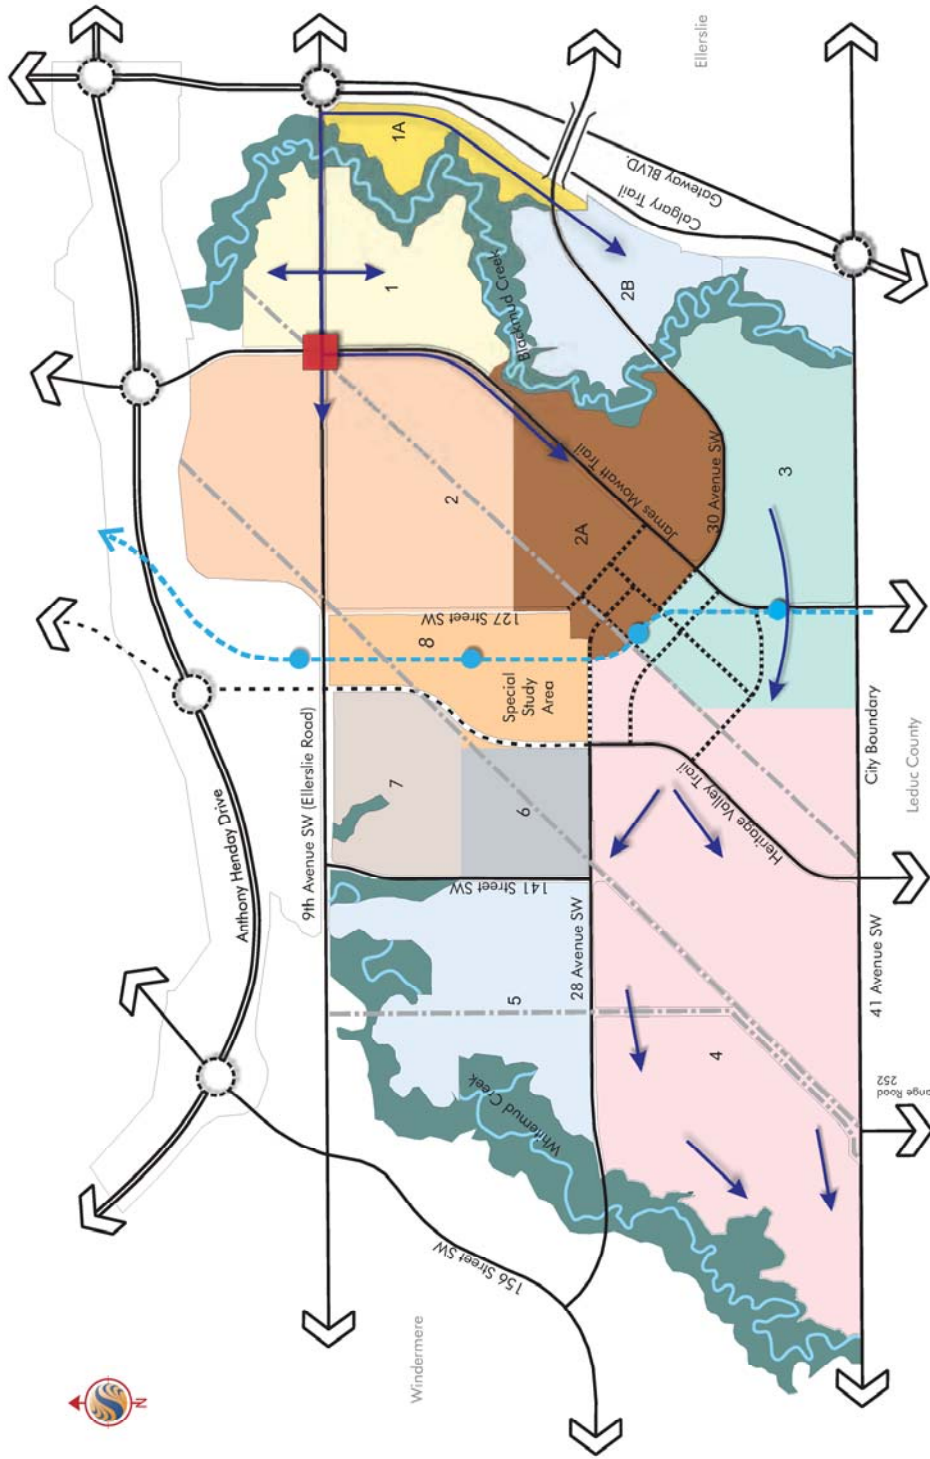 N
Anthony Henday Drive
9th Avenue SW (Ellerslie Road)
Windermere
156 Street SW
Whitemud Creek
5
141 Street SW
28 Avenue SW
7
6
8
127 Street SW
Special
Study
Area
2
2A
James Mowatt Trail
1
1A
Blackmud Creek
2B
Calgary Trail
Gateway BLVD.
Ellerslie
30 Avenue SW
3
Heritage Valley Trail
4
41 Avenue SW
City Boundary
Leduc County
ange Road
252